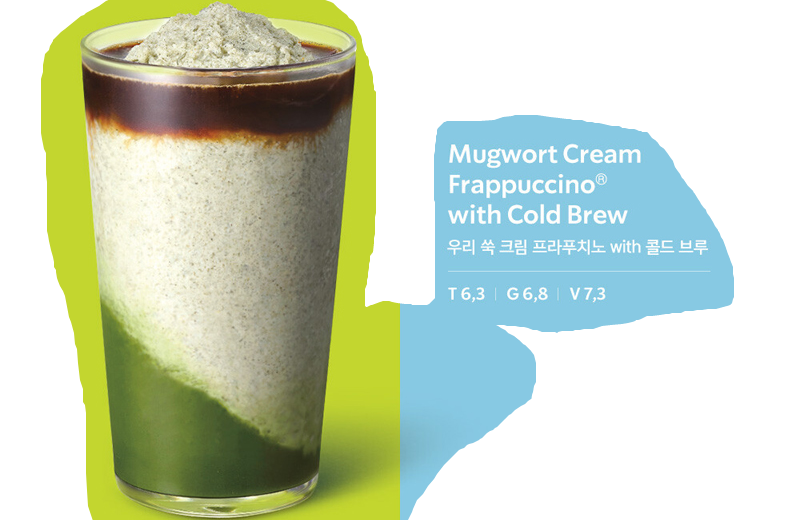 Mugwort Cream
Frappuccino®
with Cold Brew
우리 쑥 크림 프라푸치노 with 콜드 브루
T 6,3 | G 6,8 | V 7,3